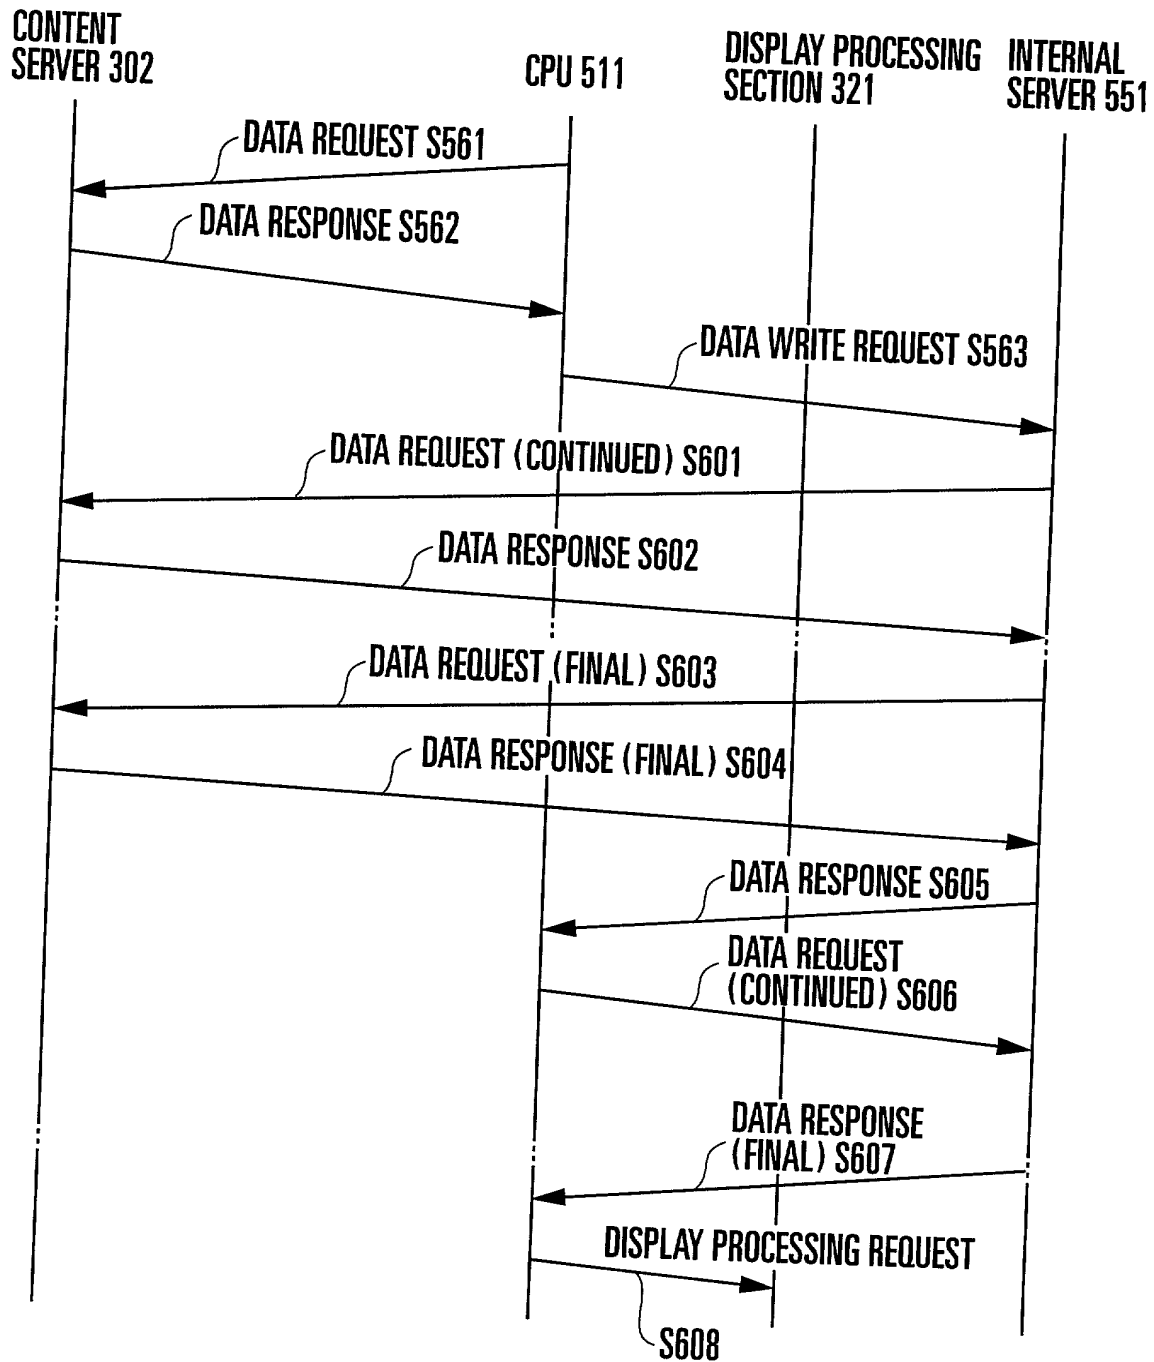 CONTENT
SERVER 302
CPU 511
DISPLAY PROCESSING
SECTION 321
INTERNAL
SERVER 551
DATA REQUEST S561
DATA RESPONSE S562
DATA WRITE REQUEST S563
DATA REQUEST (CONTINUED) S601
DATA RESPONSE S602
DATA REQUEST (FINAL) S603
DATA RESPONSE (FINAL) S604
DATA RESPONSE S605
DATA REQUEST
(CONTINUED) S606
DATA RESPONSE
(FINAL) S607
DISPLAY PROCESSING REQUEST
S608